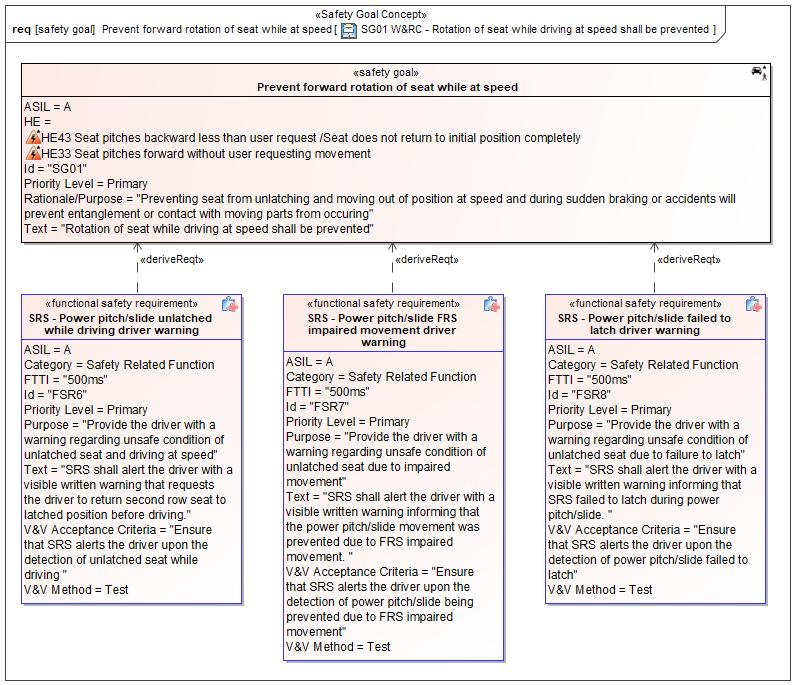 «Safety Goal Concept»
req [safety goal] Prevent forward rotation of seat while at speed [ SG01 W&RC - Rotation of seat while driving at speed shall be prevented ]
«safety goal»
Prevent forward rotation of seat while at speed
ASIL = A
HE =
HE43 Seat pitches backward less than user request /Seat does not return to initial position completely
HE33 Seat pitches forward without user requesting movement
Id = "SG01"
Priority Level = Primary
Rationale/Purpose = "Preventing seat from unlatching and moving out of position at speed and during sudden braking or accidents will
prevent entanglement or contact with moving parts from occuring"
Text = "Rotation of seat while driving at speed shall be prevented"
«deriveReqt»
«deriveReqt»
«deriveReqt»
«functional safety requirement»
SRS - Power pitch/slide unlatched
while driving driver warning
ASIL = A
Category = Safety Related Function
FTTI = "500ms"
Id = "FSR6"
Priority Level = Primary
Purpose = "Provide the driver with a
warning regarding unsafe condition of
unlatched seat and driving at speed"
Text = "SRS shall alert the driver with a
visible written warning that requests
the driver to return second row seat to
latched position before driving."
V&V Acceptance Criteria = "Ensure
that SRS alerts the driver upon the
detection of unlatched seat while
driving "
V&V Method = Test
«functional safety requirement»
SRS - Power pitch/slide FRS
impaired movement driver
warning
ASIL = A
Category = Safety Related Function
FTTI = "500ms"
Id = "FSR7"
Priority Level = Primary
Purpose = "Provide the driver with a
warning regarding unsafe condition of
unlatched seat due to impaired
movement"
Text = "SRS shall alert the driver with a
visible written warning informing that
the power pitch/slide movement was
prevented due to FRS impaired
movement. "
V&V Acceptance Criteria = "Ensure
that SRS alerts the driver upon the
detection of power pitch/slide being
prevented due to FRS impaired
movement"
V&V Method = Test
«functional safety requirement»
SRS - Power pitch/slide failed to
latch driver warning
ASIL = A
Category = Safety Related Function
FTTI = "500ms"
Id = "FSR8"
Priority Level = Primary
Purpose = "Provide the driver with a
warning regarding unsafe condition of
unlatched seat due to failure to latch"
Text = "SRS shall alert the driver with a
visible written warning informing that
SRS failed to latch during power
pitch/slide. "
V&V Acceptance Criteria = "Ensure
that SRS alerts the driver upon the
detection of power pitch/slide failed to
latch"
V&V Method = Test